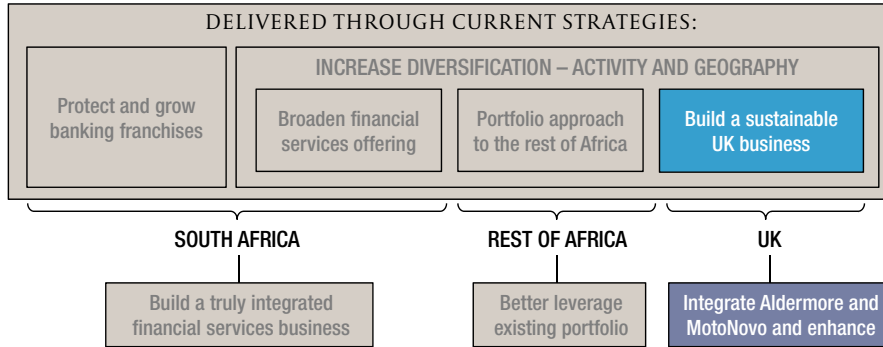 DELIVERED THROUGH CURRENT STRATEGIES:
INCREASE DIVERSIFICATION – ACTIVITY AND GEOGRAPHY
Protect and grow
banking franchises
Broaden financial
services offering
Portfolio approach
to the rest of Africa
Build a sustainable
UK business
SOUTH AFRICA
REST OF AFRICA
UK
Build a truly integrated
financial services business
Better leverage
existing portfolio
Integrate Aldermore and
MotoNovo and enhance